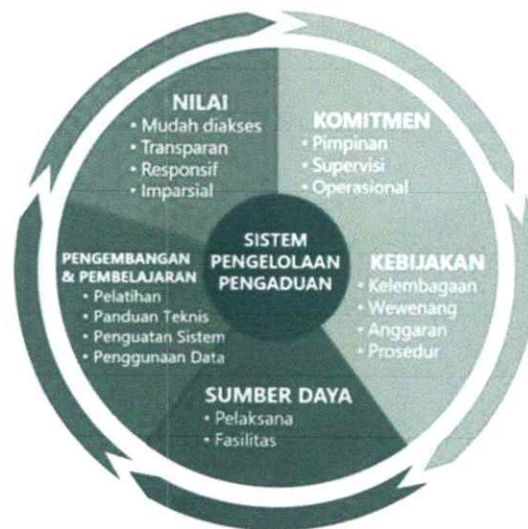 NILAI
• Mudah diakses
• Transparan
• Responsif
• Imparsial
KOMITMEN
• Pimpinan
• Supervisi
• Operasional
SISTEM
PENGELOLAAN
PENGADUAN
KEBIJAKAN
• Kelembagaan
• Wewenang
• Anggaran
• Prosedur
SUMBER DAYA
• Pelaksana
• Fasilitas
PENGEMBANGAN
& PEMBELAJARAN
• Pelatihan
• Panduan Teknis
• Penguatan Sistem
• Penggunaan Data